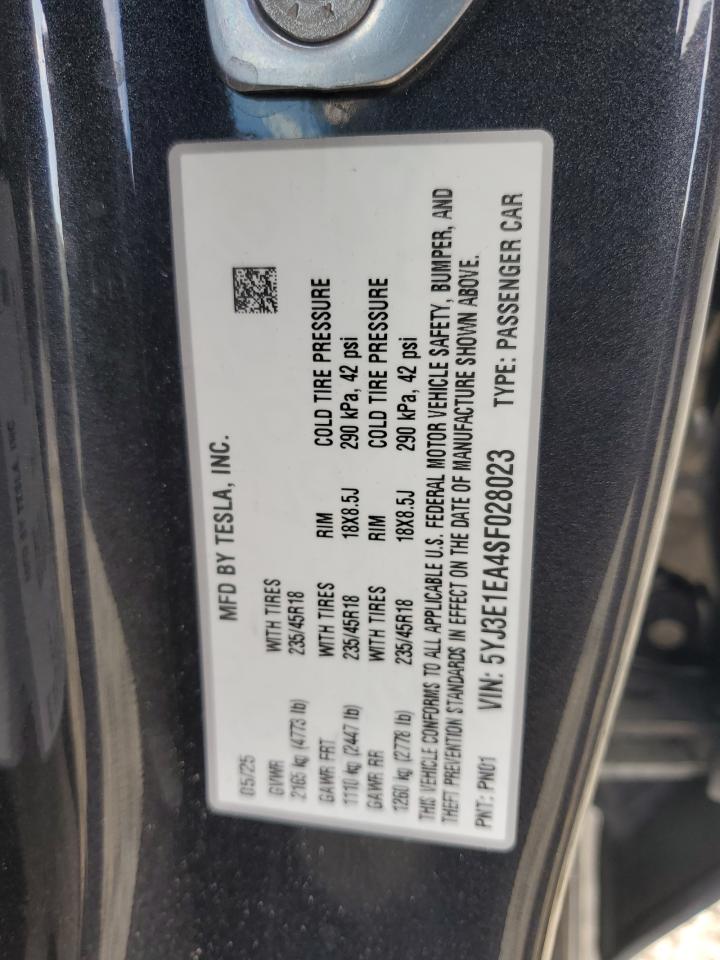 MFD BY TESLA, INC.
05/25
GVWR WITH TIRES
2165 kg (4773 lb) 235/45R18
GAWR FRT WITH TIRES RIM COLD TIRE PRESSURE
1110 kg (2447 lb) 235/45R18 18X8.5J 290 kPa, 42 psi
GAWR RR WITH TIRES RIM COLD TIRE PRESSURE
1260 kg (2778 lb) 235/45R18 18X8.5J 290 kPa, 42 psi
THIS VEHICLE CONFORMS TO ALL APPLICABLE U.S. FEDERAL MOTOR VEHICLE SAFETY, BUMPER, AND
THEFT PREVENTION STANDARDS IN EFFECT ON THE DATE OF MANUFACTURE SHOWN ABOVE.
PNT: PN01 VIN: 5YJ3E1EA4SF028023 TYPE: PASSENGER CAR